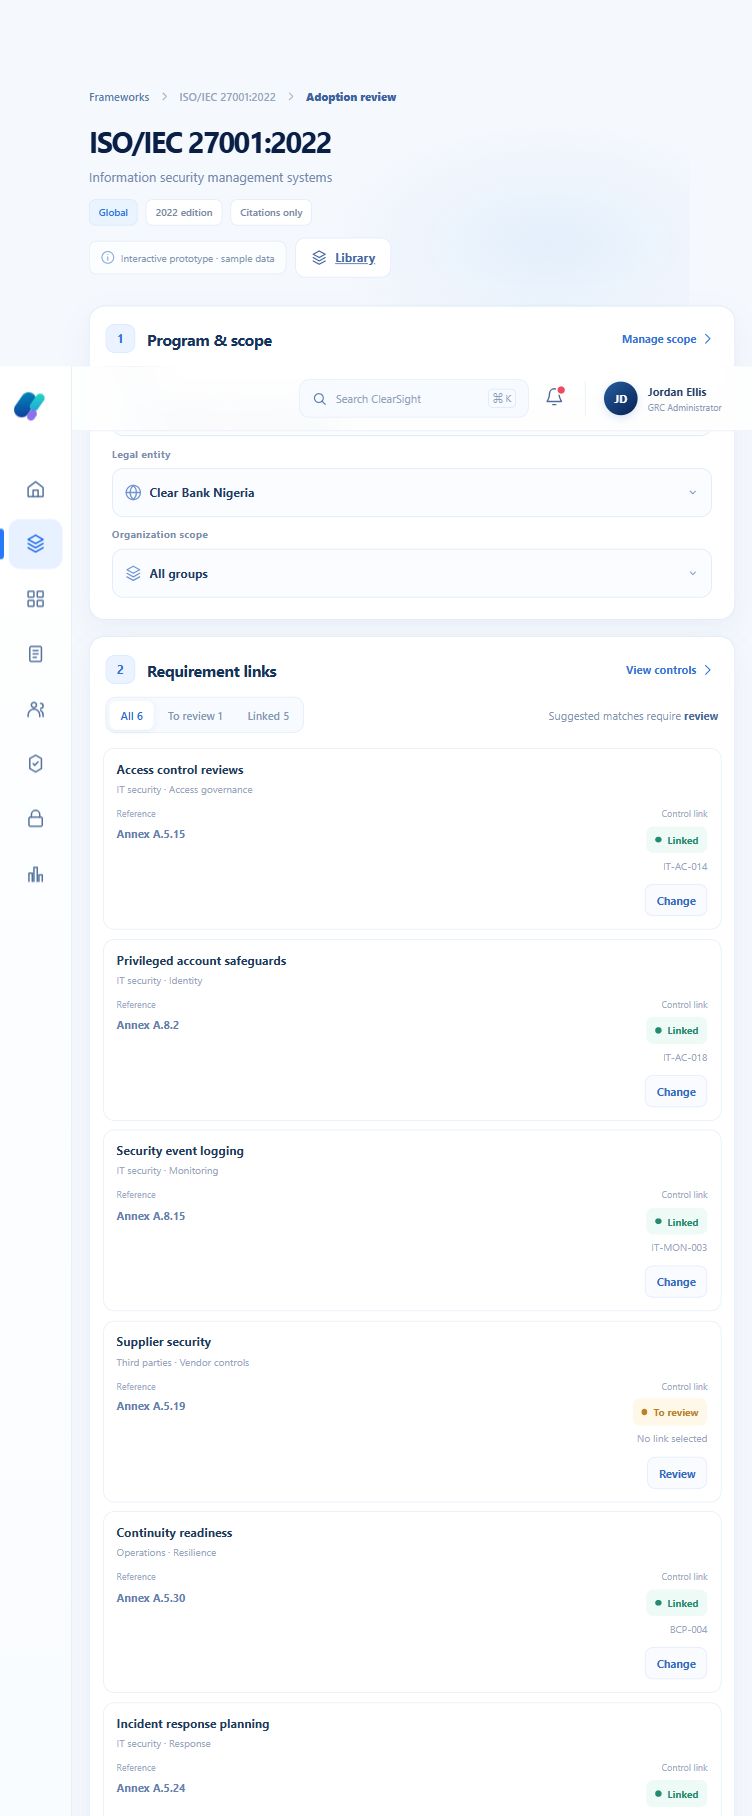 Frameworks > ISO/IEC 27001:2022 > Adoption review
ISO/IEC 27001:2022
Information security management systems
Global 2022 edition Citations only
Interactive prototype · sample data Library
1 Program & scope Manage scope
Search ClearSight ⌘K JD Jordan Ellis
GRC Administrator
Legal entity
Clear Bank Nigeria
Organization scope
All groups
2 Requirement links View controls
All 6 To review 1 Linked 5 Suggested matches require review
Access control reviews
IT security · Access governance
Reference Control link
Annex A.5.15 Linked
IT-AC-014
Change
Privileged account safeguards
IT security · Identity
Reference Control link
Annex A.8.2 Linked
IT-AC-018
Change
Security event logging
IT security · Monitoring
Reference Control link
Annex A.8.15 Linked
IT-MON-003
Change
Supplier security
Third parties · Vendor controls
Reference Control link
Annex A.5.19 To review
No link selected
Review
Continuity readiness
Operations · Resilience
Reference Control link
Annex A.5.30 Linked
BCP-004
Change
Incident response planning
IT security · Response
Reference Control link
Annex A.5.24 Linked